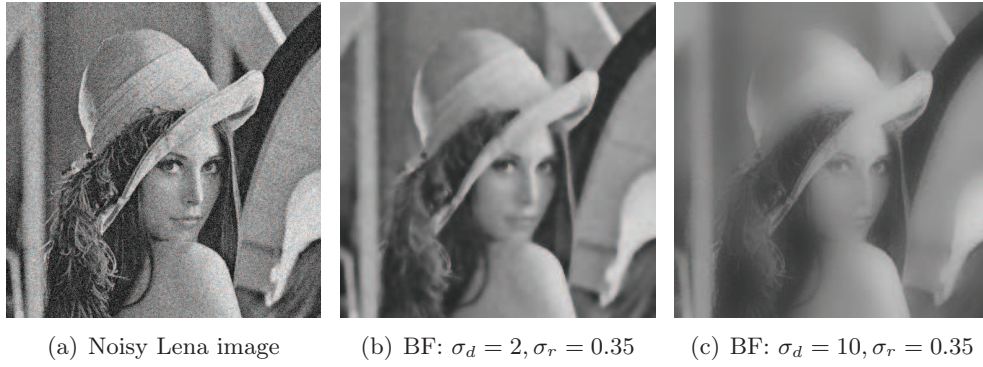 (a) Noisy Lena image
(b) BF: σ_d = 2, σ_r = 0.35
(c) BF: σ_d = 10, σ_r = 0.35